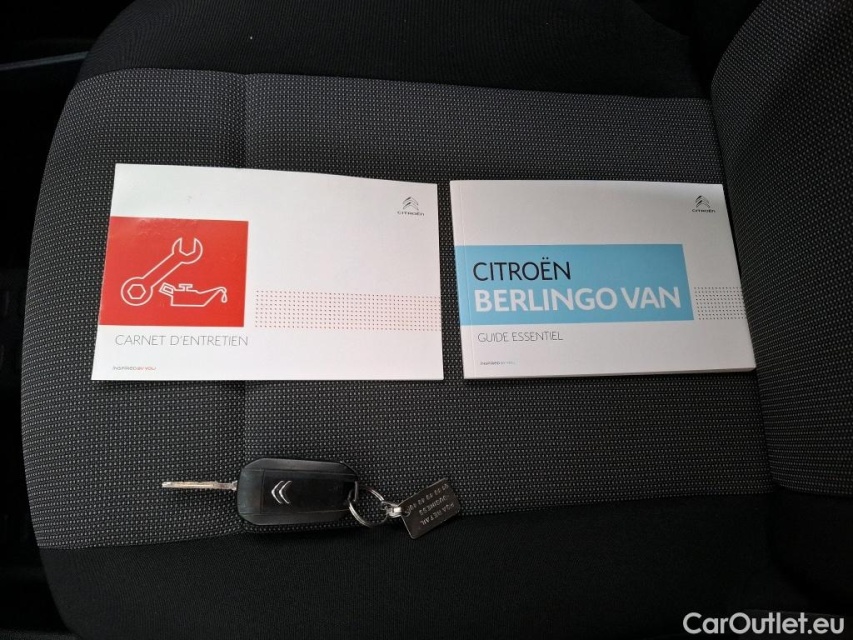 CITROËN
CARNET D'ENTRETIEN
CITROËN
CITROËN
BERLINGO VAN
GUIDE ESSENTIEL
CarOutlet.eu